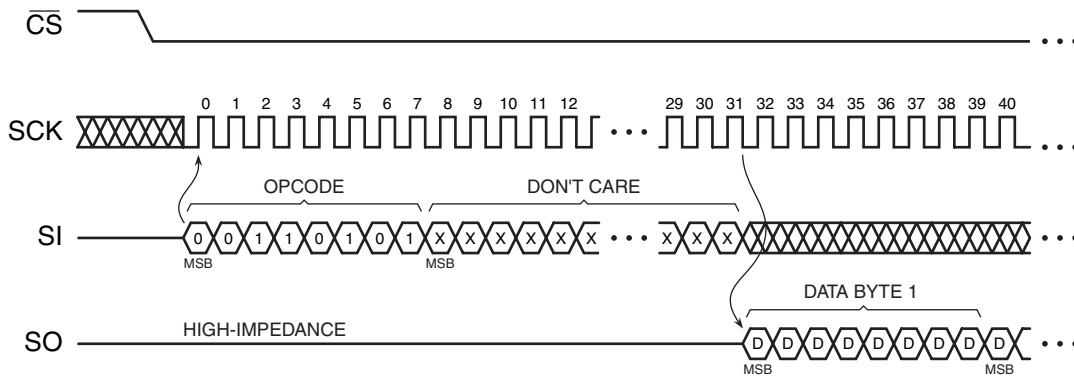 CS
0 1 2 3 4 5 6 7 8 9 10 11 12 29 30 31 32 33 34 35 36 37 38 39 40
SCK
OPCODE DON'T CARE
SI 0 0 1 1 0 1 0 1 X X X X X X X X X
MSB MSB
DATA BYTE 1
HIGH-IMPEDANCE
SO D D D D D D D D D
MSB MSB